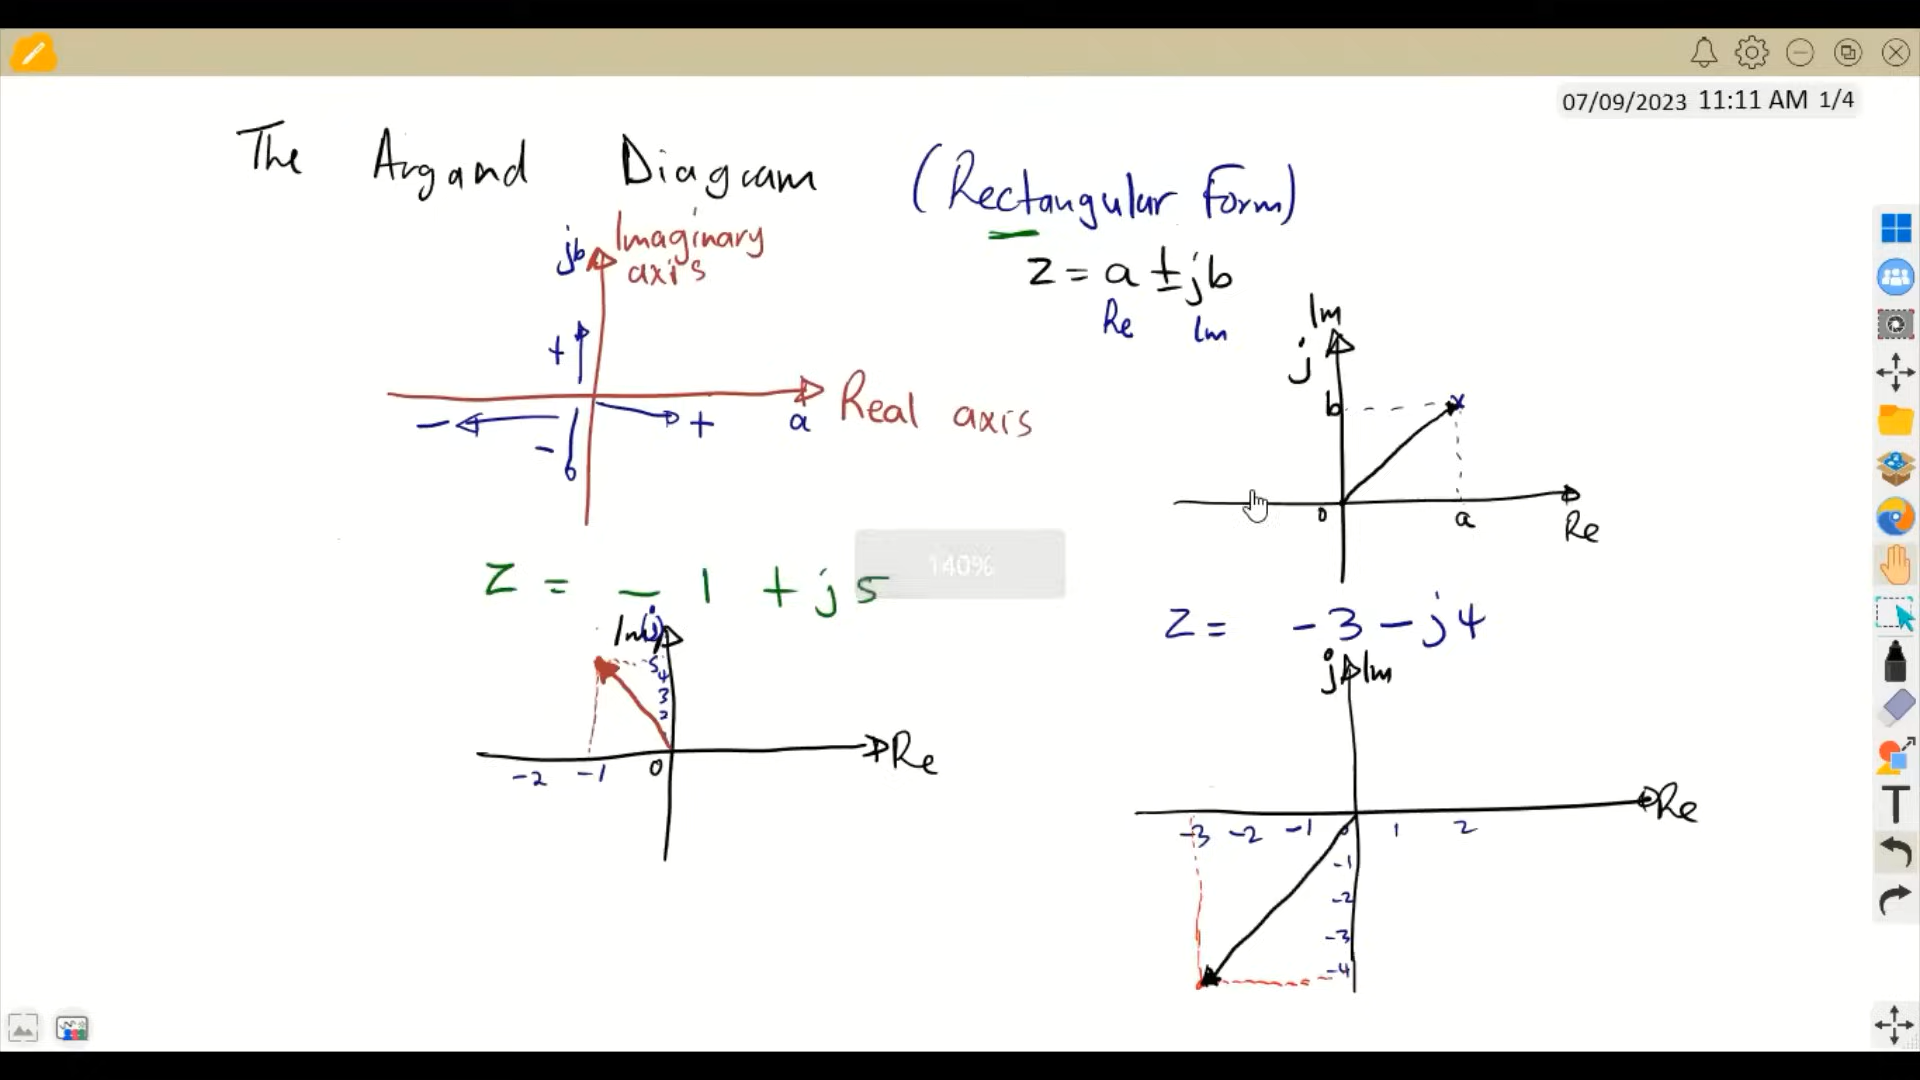 07/09/2023 11:11 AM 1/4
The Argand Diagram (Rectangular Form)
jb Imaginary axis
z = a ± jb
Re Im
+
- - + a Real axis
Im
j
b
0 a Re
140%
z = - 1 + j5
Im(j)
5
4
3
2
-2 -1 0 Re
z = -3 - j4
j Im
Re
-3 -2 -1 0 1 2
-1
-2
-3
-4
T